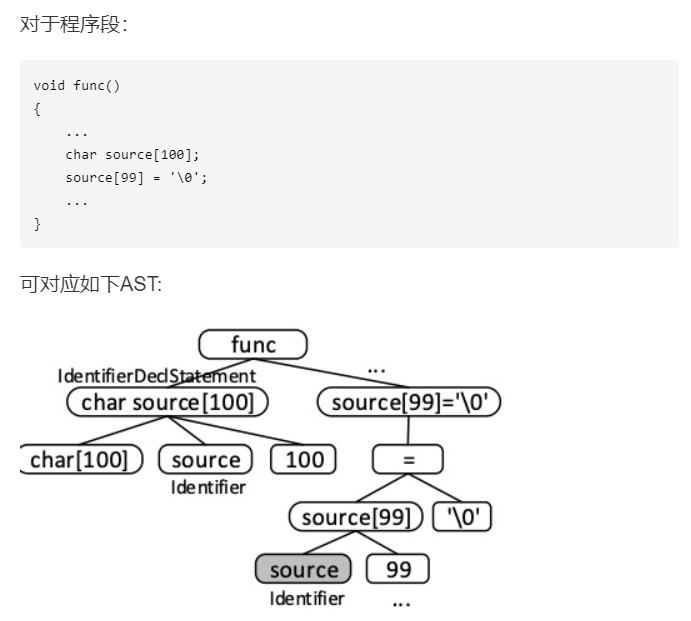 对于程序段：
void func()
{
...
char source[100];
source[99] = '\0';
...
}
可对应如下AST:
func
IdentifierDeclStatement
...
char source[100]
source[99]='\0'
char[100]
source
100
=
Identifier
source[99]
'\0'
source
99
Identifier
...